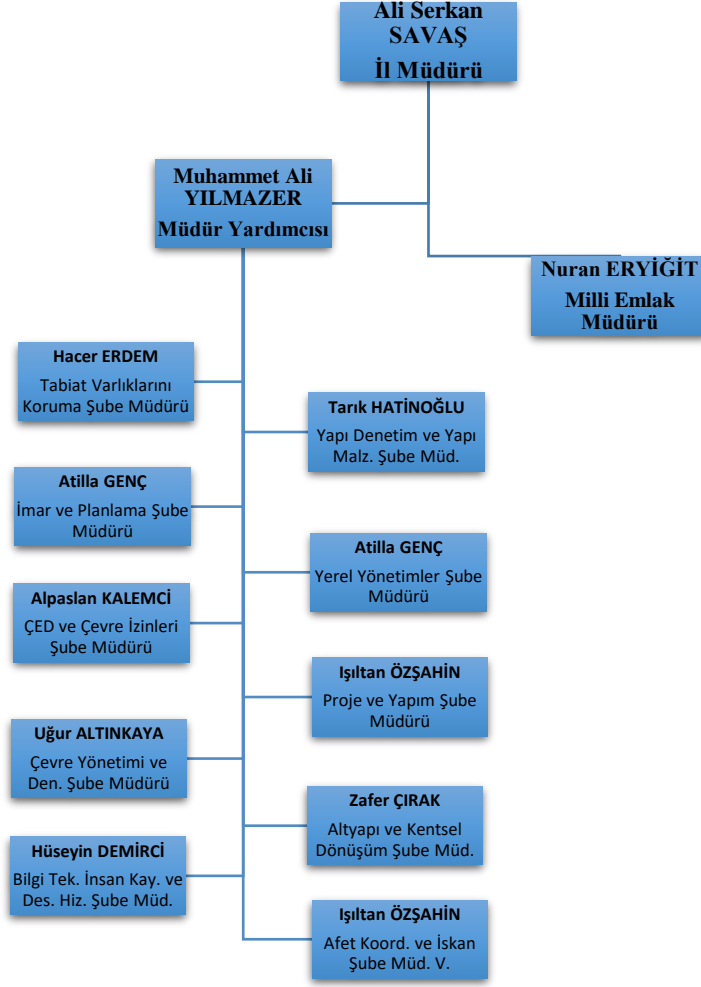 Ali Serkan
SAVAŞ
İl Müdürü
Muhammet Ali
YILMAZER
Müdür Yardımcısı
Nuran ERYİĞİT
Milli Emlak
Müdürü
Hacer ERDEM
Tabiat Varlıklarını
Koruma Şube Müdürü
Tarık HATİNOĞLU
Yapı Denetim ve Yapı
Malz. Şube Müd.
Atilla GENÇ
İmar ve Planlama Şube
Müdürü
Atilla GENÇ
Yerel Yönetimler Şube
Müdürü
Alpaslan KALEMCİ
ÇED ve Çevre İzinleri
Şube Müdürü
Işıltan ÖZŞAHİN
Proje ve Yapım Şube
Müdürü
Uğur ALTINKAYA
Çevre Yönetimi ve
Den. Şube Müdürü
Zafer ÇIRAK
Altyapı ve Kentsel
Dönüşüm Şube Müd.
Hüseyin DEMİRCİ
Bilgi Tek. İnsan Kay. ve
Des. Hiz. Şube Müd.
Işıltan ÖZŞAHİN
Afet Koord. ve İskan
Şube Müd. V.